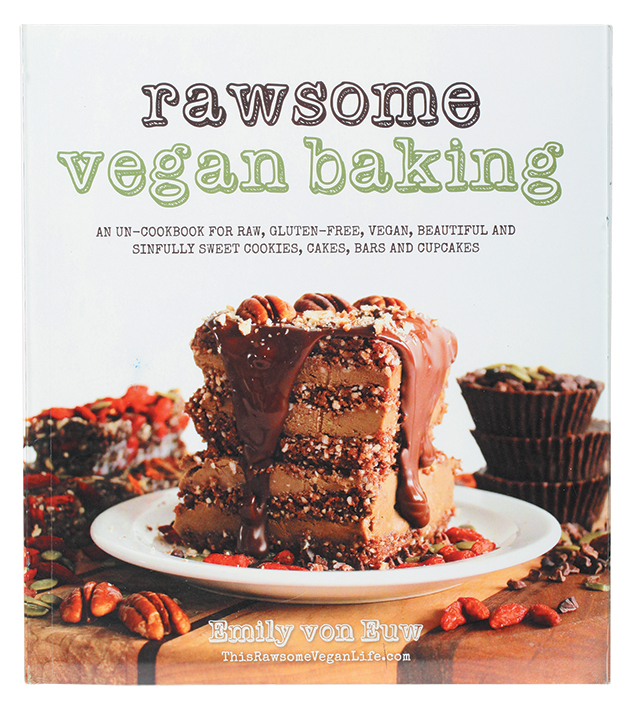 rawsome
vegan baking
AN UN-COOKBOOK FOR RAW, GLUTEN-FREE, VEGAN, BEAUTIFUL AND
SINFULLY SWEET COOKIES, CAKES, BARS AND CUPCAKES
Emily von Euw
ThisRawsomeVeganLife.com